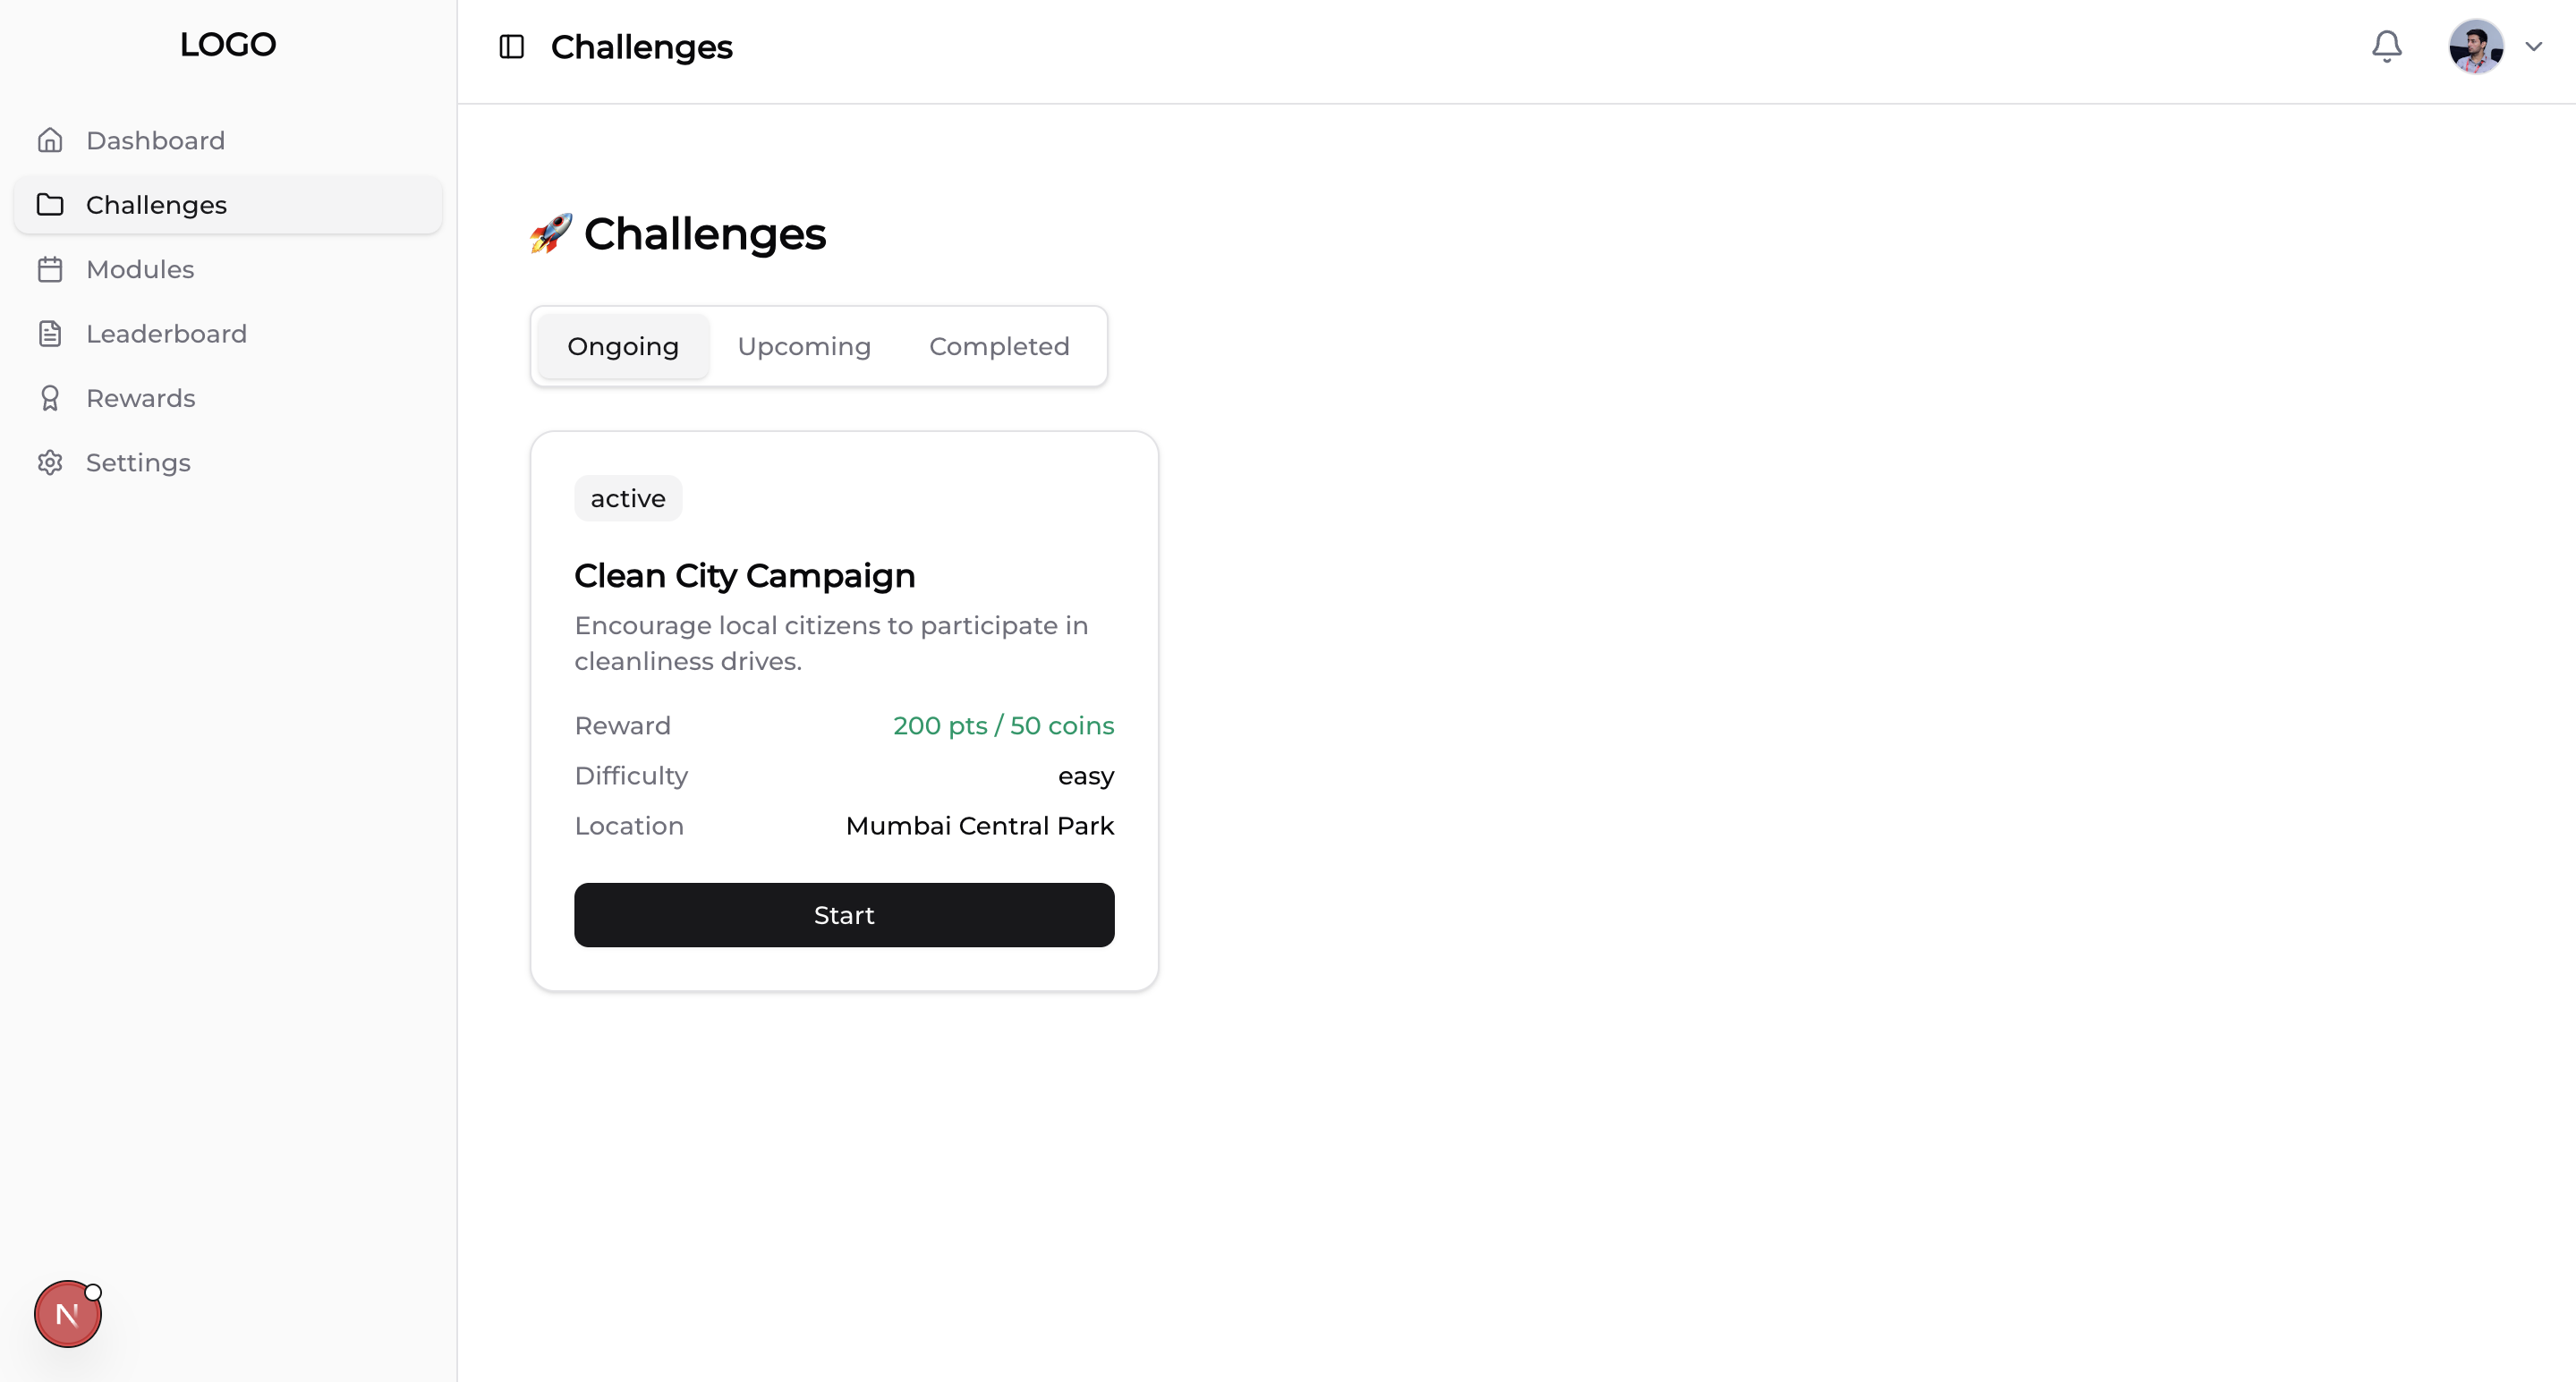 LOGO
Dashboard
Challenges
Modules
Leaderboard
Rewards
Settings
Challenges
🚀 Challenges
Ongoing
Upcoming
Completed
active
Clean City Campaign
Encourage local citizens to participate in
cleanliness drives.
Reward 200 pts / 50 coins
Difficulty easy
Location Mumbai Central Park
Start
N